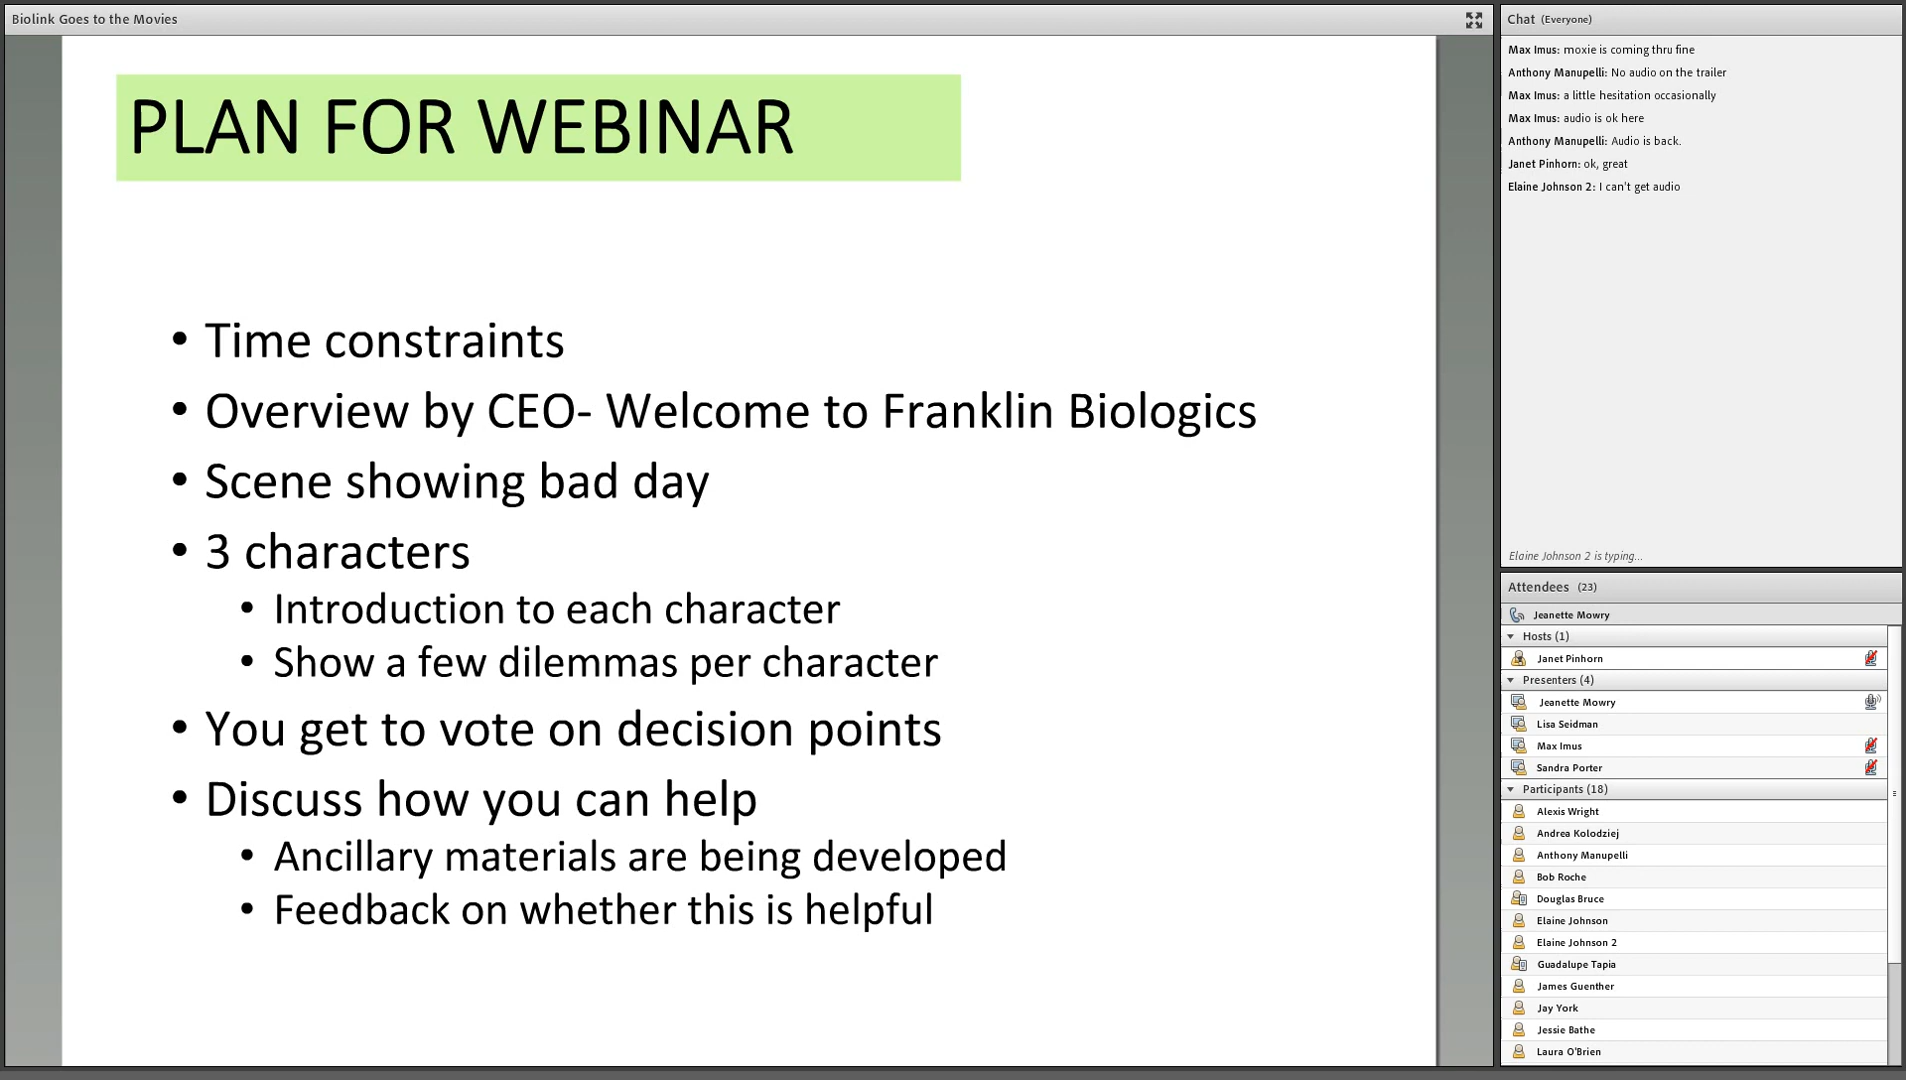 Biolink Goes to the Movies
PLAN FOR WEBINAR
• Time constraints
• Overview by CEO- Welcome to Franklin Biologics
• Scene showing bad day
• 3 characters
• Introduction to each character
• Show a few dilemmas per character
• You get to vote on decision points
• Discuss how you can help
• Ancillary materials are being developed
• Feedback on whether this is helpful
Chat (Everyone)
Max Imus: moxie is coming thru fine
Anthony Manupelli: No audio on the trailer
Max Imus: a little hesitation occasionally
Max Imus: audio is ok here
Anthony Manupelli: Audio is back.
Janet Pinhorn: ok, great
Elaine Johnson 2: I can't get audio
Elaine Johnson 2 is typing...
Attendees (23)
Jeanette Mowry
Hosts (1)
Janet Pinhorn
Presenters (4)
Jeanette Mowry
Lisa Seidman
Max Imus
Sandra Porter
Participants (18)
Alexis Wright
Andrea Kolodziej
Anthony Manupelli
Bob Roche
Douglas Bruce
Elaine Johnson
Elaine Johnson 2
Guadalupe Tapia
James Guenther
Jay York
Jessie Bathe
Laura O'Brien